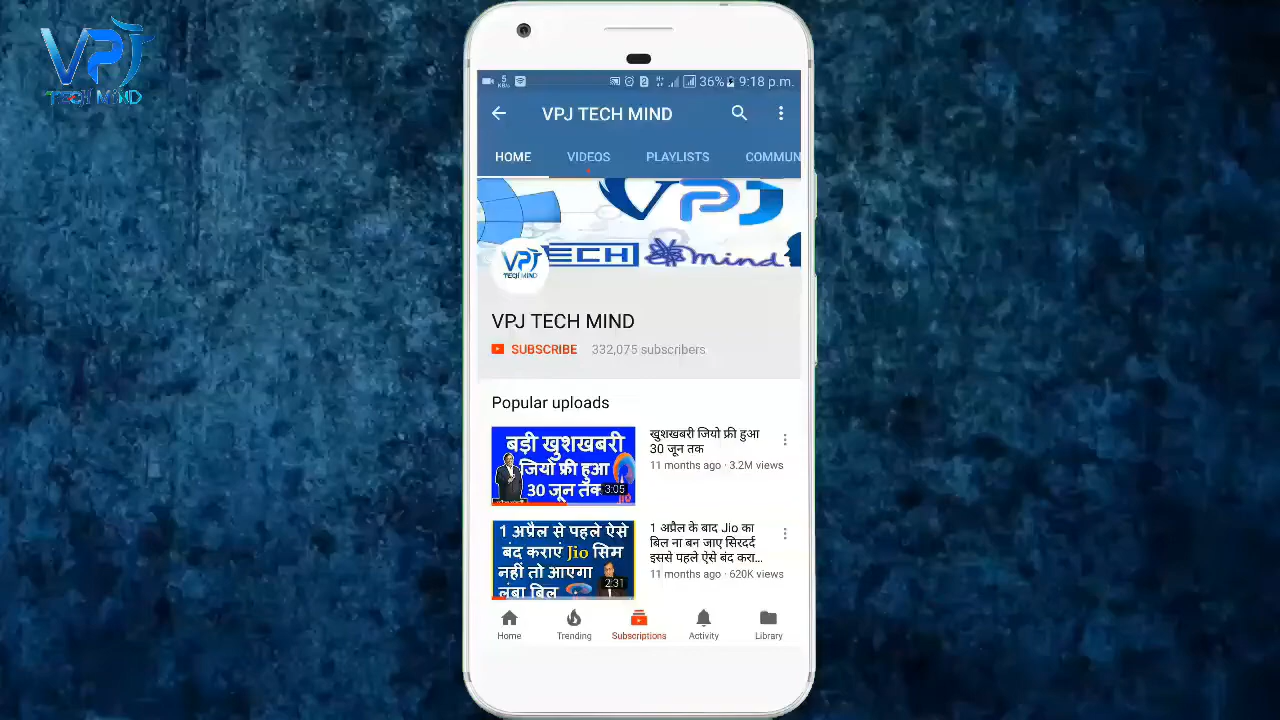 VPJ
TECH MIND
5
KB/s
36% 9:18 p.m.
VPJ TECH MIND
HOME VIDEOS PLAYLISTS COMMUN
VPJ
TECH mind
VPJ
TECH MIND
VPJ TECH MIND
SUBSCRIBE 332,075 subscribers
Popular uploads
बड़ी खुशखबरी
जियो फ्री हुआ
30 जून तक
3:05
jio
खुशखबरी जियो फ्री हुआ
30 जून तक
11 months ago · 3.2M views
1 अप्रैल से पहले ऐसे
बंद कराएं Jio सिम
नहीं तो आएगा
लंबा बिल
2:31
1 अप्रैल के बाद Jio का
बिल ना बन जाए सिरदर्द
इससे पहले ऐसे बंद करा...
11 months ago · 620K views
Home Trending Subscriptions Activity Library